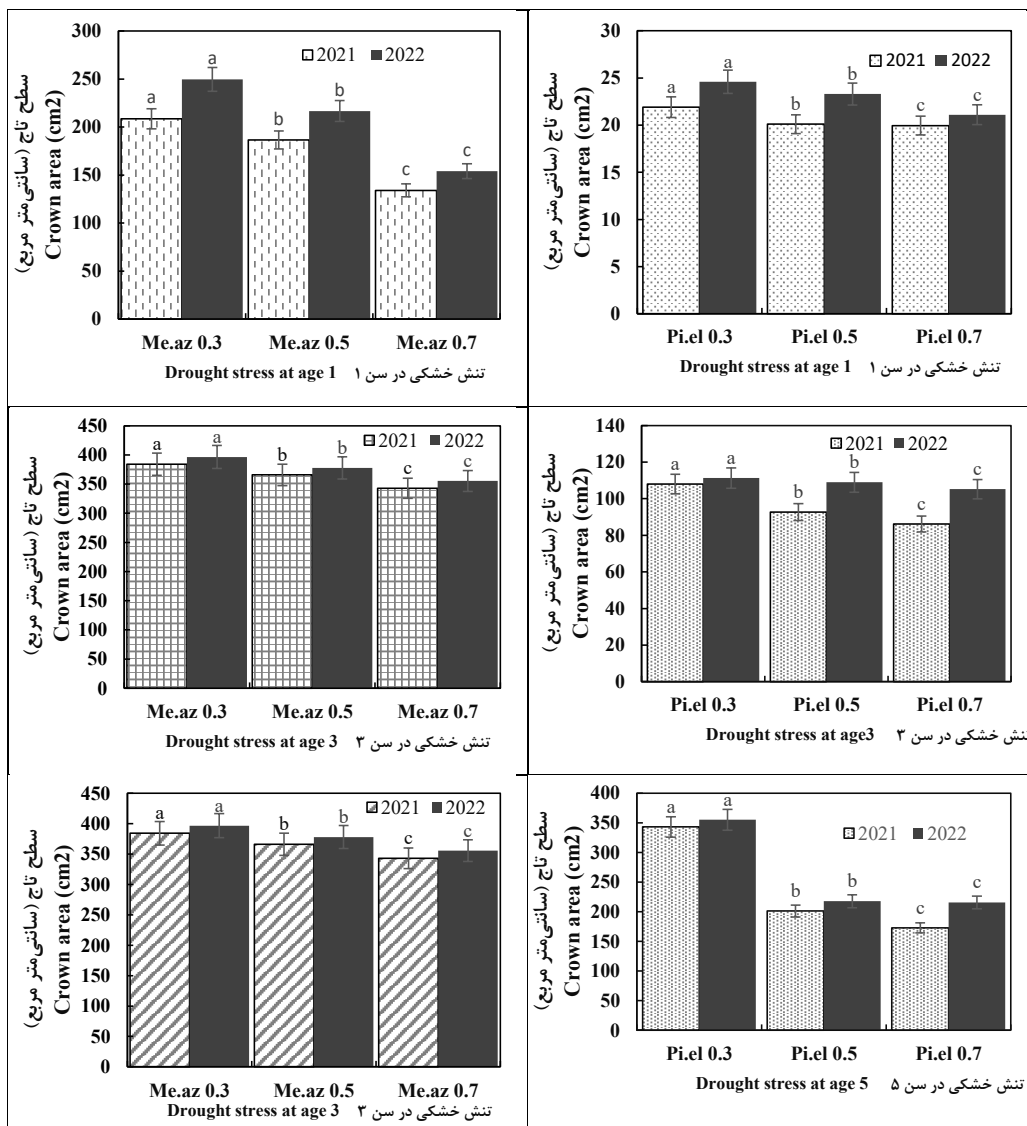 سطح تاج (سانتی‌متر مربع)
Crown area (cm2)
300
250
200
150
100
50
0
2021 2022
a a b b c c
Me.az 0.3 Me.az 0.5 Me.az 0.7
Drought stress at age 1 تنش خشکی در سن ۱
سطح تاج (سانتی‌متر مربع)
Crown area (cm2)
30
25
20
15
10
5
0
2021 2022
a a b b c c
Pi.el 0.3 Pi.el 0.5 Pi.el 0.7
Drought stress at age 1 تنش خشکی در سن ۱
سطح تاج (سانتی‌متر مربع)
Crown area (cm2)
450
400
350
300
250
200
150
100
50
0
2021 2022
a a b b c c
Me.az 0.3 Me.az 0.5 Me.az 0.7
Drought stress at age 3 تنش خشکی در سن ۳
سطح تاج (سانتی‌متر مربع)
Crown area (cm2)
140
120
100
80
60
40
20
0
2021 2022
a a b b c c
Pi.el 0.3 Pi.el 0.5 Pi.el 0.7
Drought stress at age3 تنش خشکی در سن ۳
سطح تاج (سانتی‌متر مربع)
Crown area (cm2)
450
400
350
300
250
200
150
100
50
0
2021 2022
a a b b c c
Me.az 0.3 Me.az 0.5 Me.az 0.7
Drought stress at age 3 تنش خشکی در سن ۳
سطح تاج (سانتی‌متر مربع)
Crown area (cm2)
400
350
300
250
200
150
100
50
0
2021 2022
a a b b c c
Pi.el 0.3 Pi.el 0.5 Pi.el 0.7
Drought stress at age 5 تنش خشکی در سن ۵